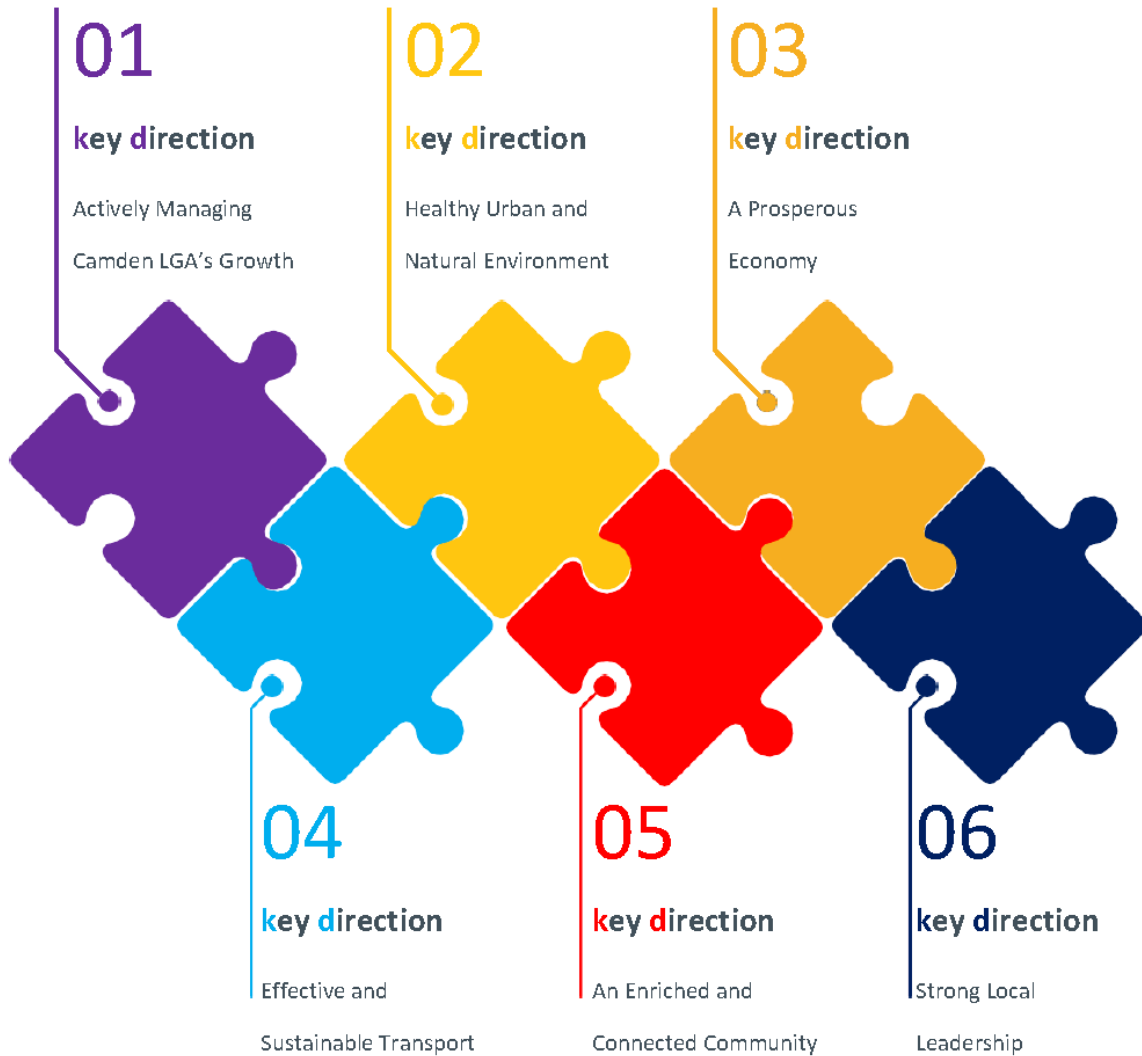 01
key direction
Actively Managing
Camden LGA's Growth
02
key direction
Healthy Urban and
Natural Environment
03
key direction
A Prosperous
Economy
04
key direction
Effective and
Sustainable Transport
05
key direction
An Enriched and
Connected Community
06
key direction
Strong Local
Leadership